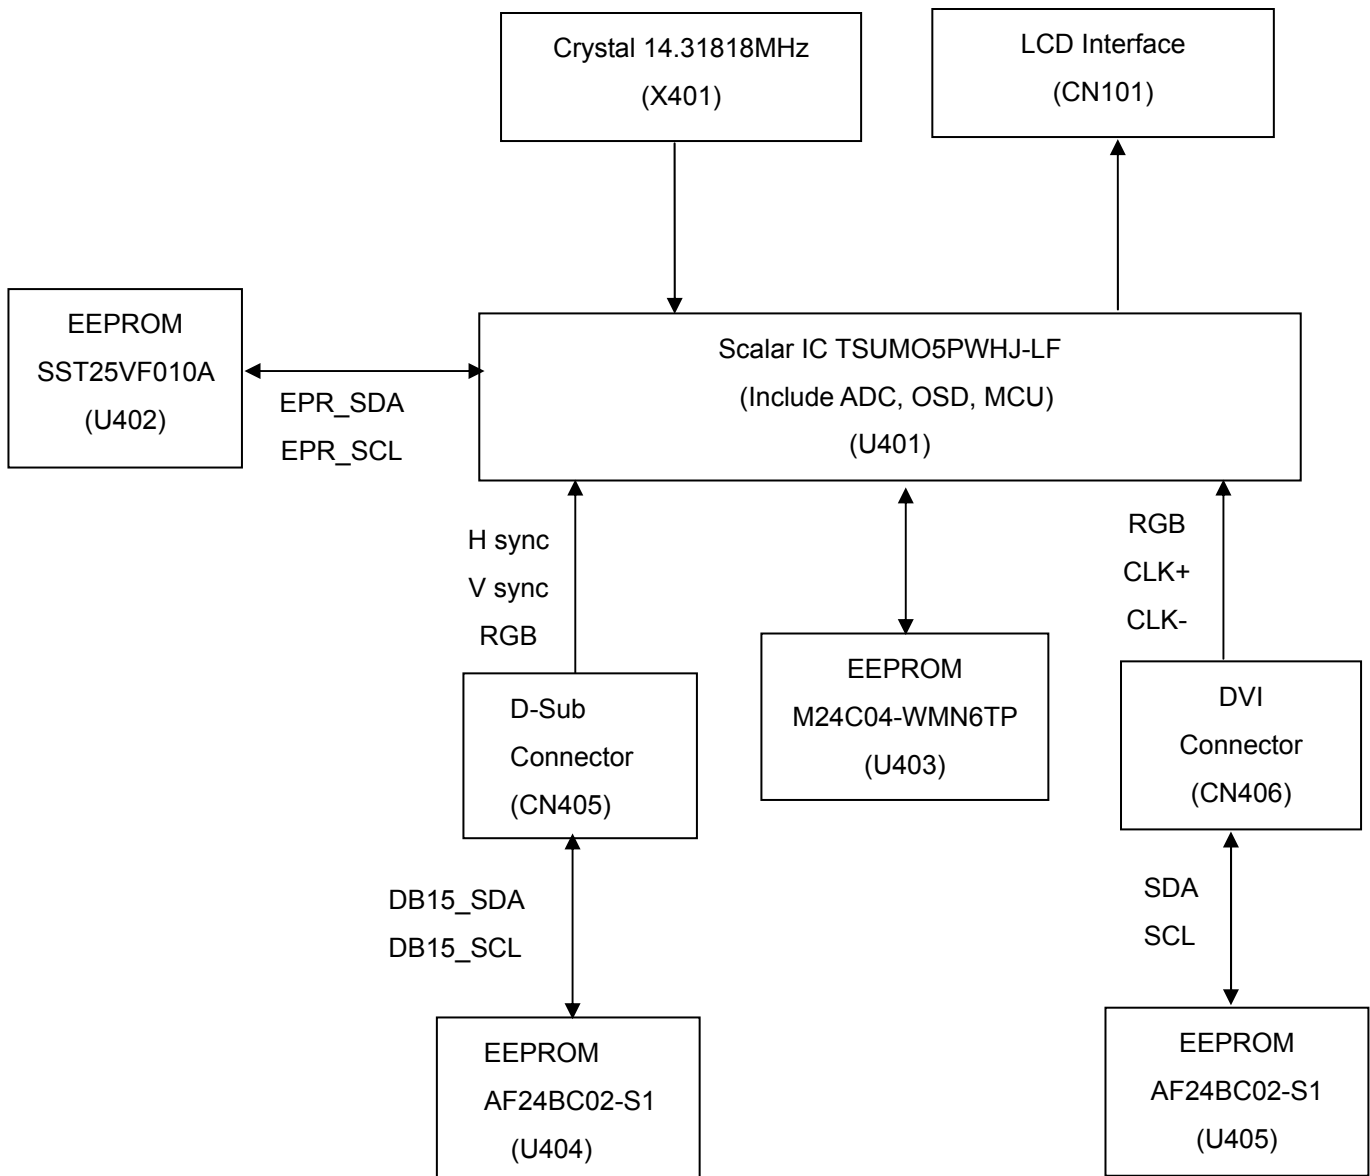 Crystal 14.31818MHz
(X401)
LCD Interface
(CN101)
EEPROM
SST25VF010A
(U402)
EPR_SDA
EPR_SCL
Scalar IC TSUMO5PWHJ-LF
(Include ADC, OSD, MCU)
(U401)
H sync
V sync
RGB
RGB
CLK+
CLK-
D-Sub
Connector
(CN405)
EEPROM
M24C04-WMN6TP
(U403)
DVI
Connector
(CN406)
DB15_SDA
DB15_SCL
SDA
SCL
EEPROM
AF24BC02-S1
(U404)
EEPROM
AF24BC02-S1
(U405)